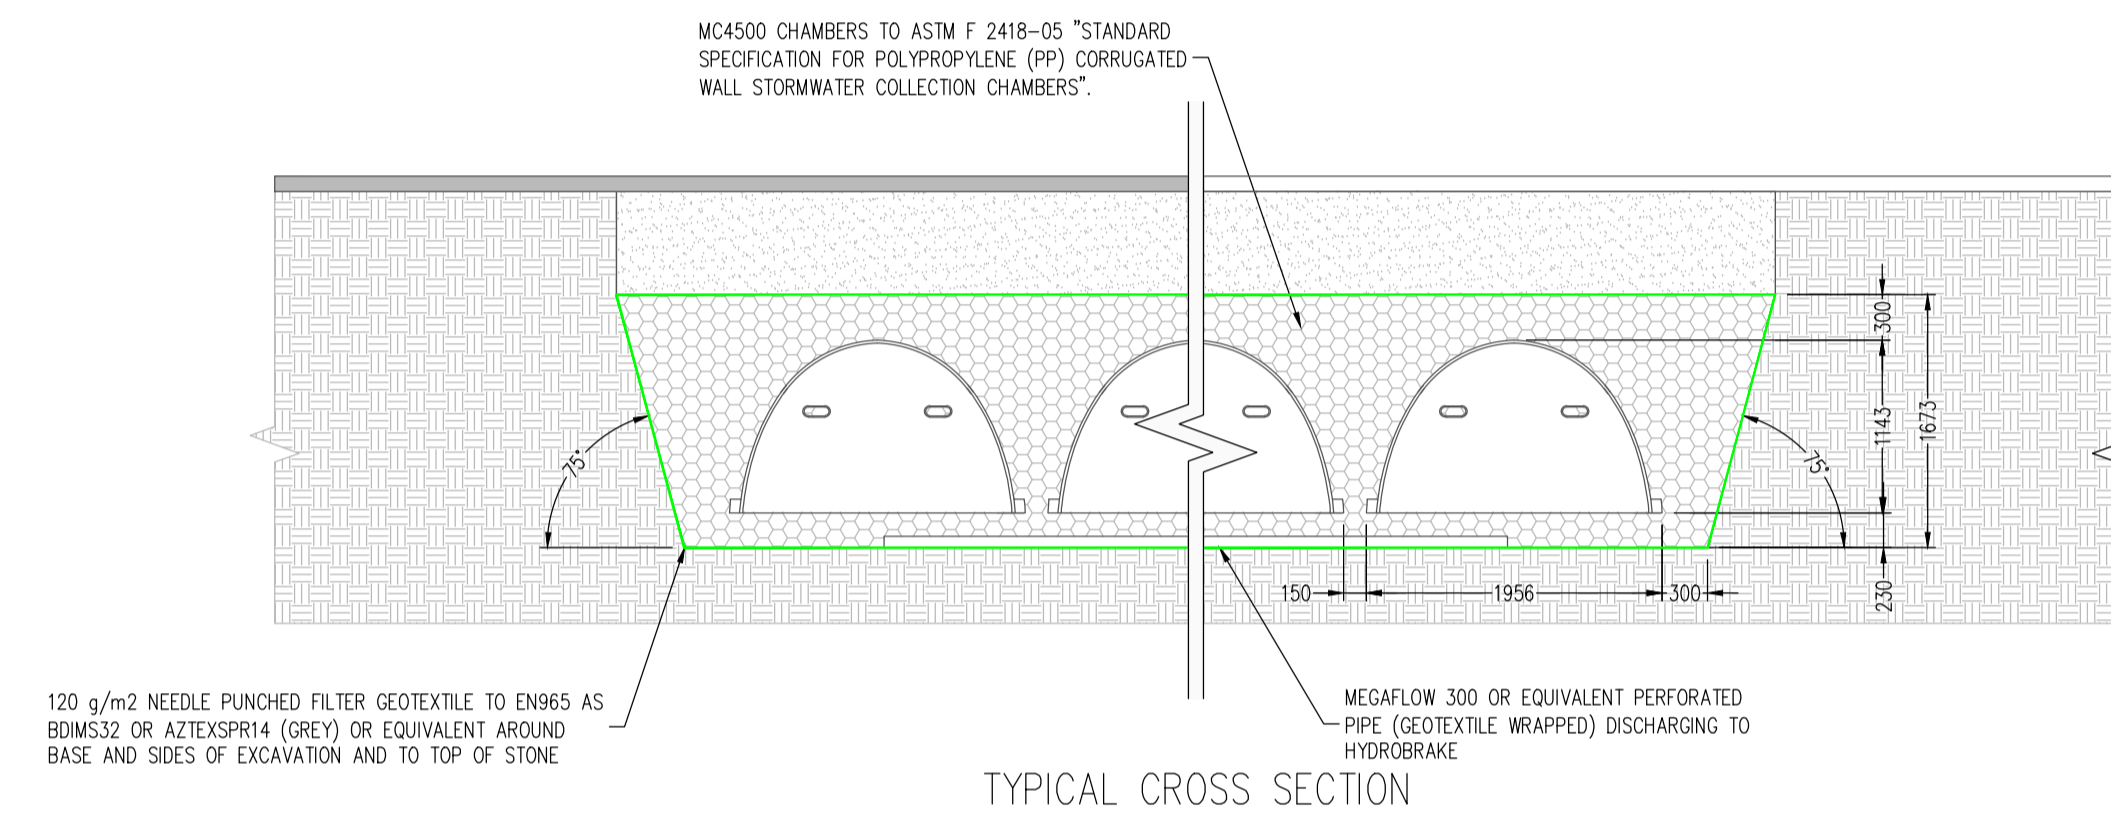 MC4500 CHAMBERS TO ASTM F 2418-05 "STANDARD
SPECIFICATION FOR POLYPROPYLENE (PP) CORRUGATED
WALL STORMWATER COLLECTION CHAMBERS".
300
1143
1673
75°
75°
150
1956
300
230
120 g/m2 NEEDLE PUNCHED FILTER GEOTEXTILE TO EN965 AS
BDIMS32 OR AZTEXSPR14 (GREY) OR EQUIVALENT AROUND
BASE AND SIDES OF EXCAVATION AND TO TOP OF STONE
MEGAFLOW 300 OR EQUIVALENT PERFORATED
PIPE (GEOTEXTILE WRAPPED) DISCHARGING TO
HYDROBRAKE
TYPICAL CROSS SECTION